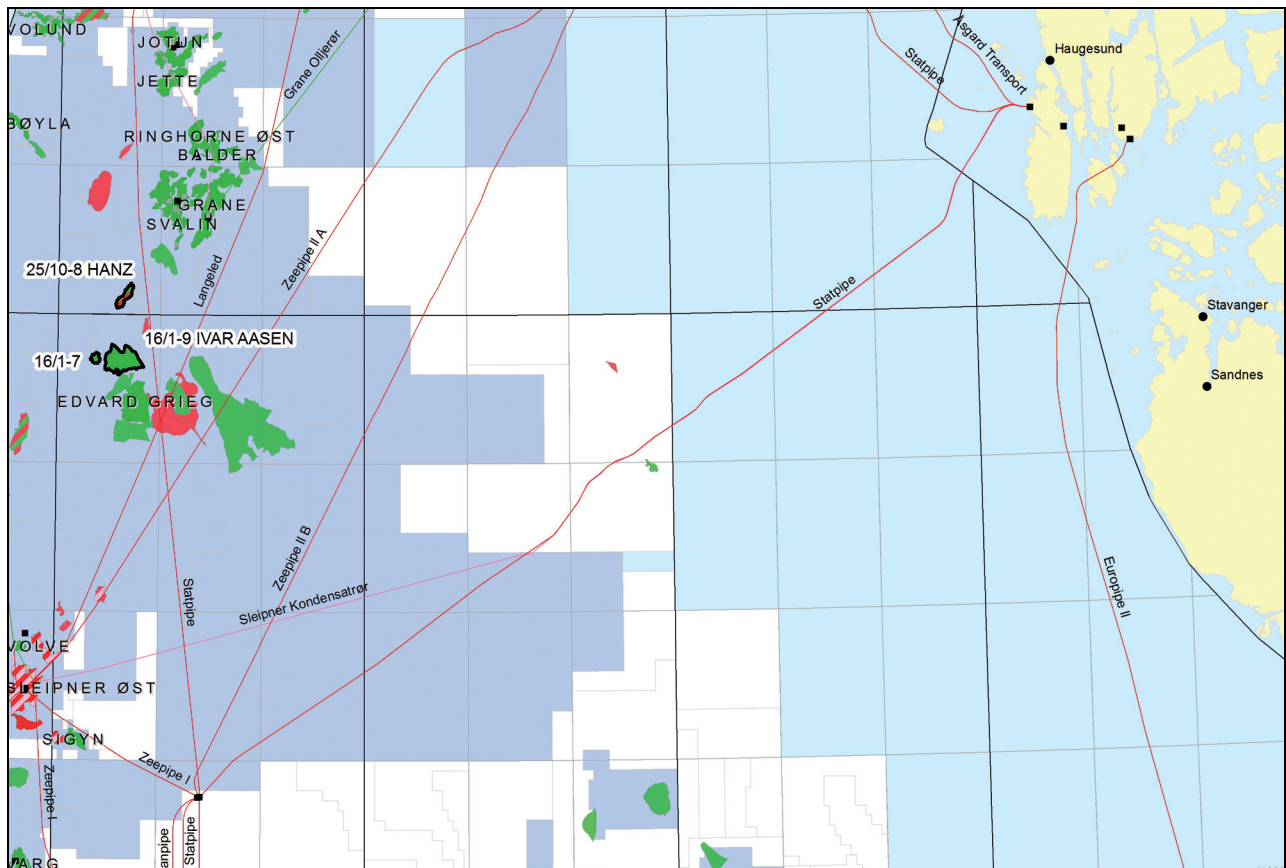 VOLUND
JOTUN
JETTE
BØYLA
RINGHORNE ØST
BALDER
GRANE
SVALIN
Grane Olljerør
Langeled
Zeepipe II A
25/10-8 HANZ
16/1-9 IVAR AASEN
16/1-7
EDVARD GRIEG
Statpipe
Åsgard Transport
Haugesund
Statpipe
Stavanger
Sandnes
Zeepipe II B
Statpipe
Sleipner Kondensatrør
Europipe II
VOLVE
SLEIPNER ØST
SIGYN
Zeepipe I
Zeepipe I
anpipe
Statpipe
VARG